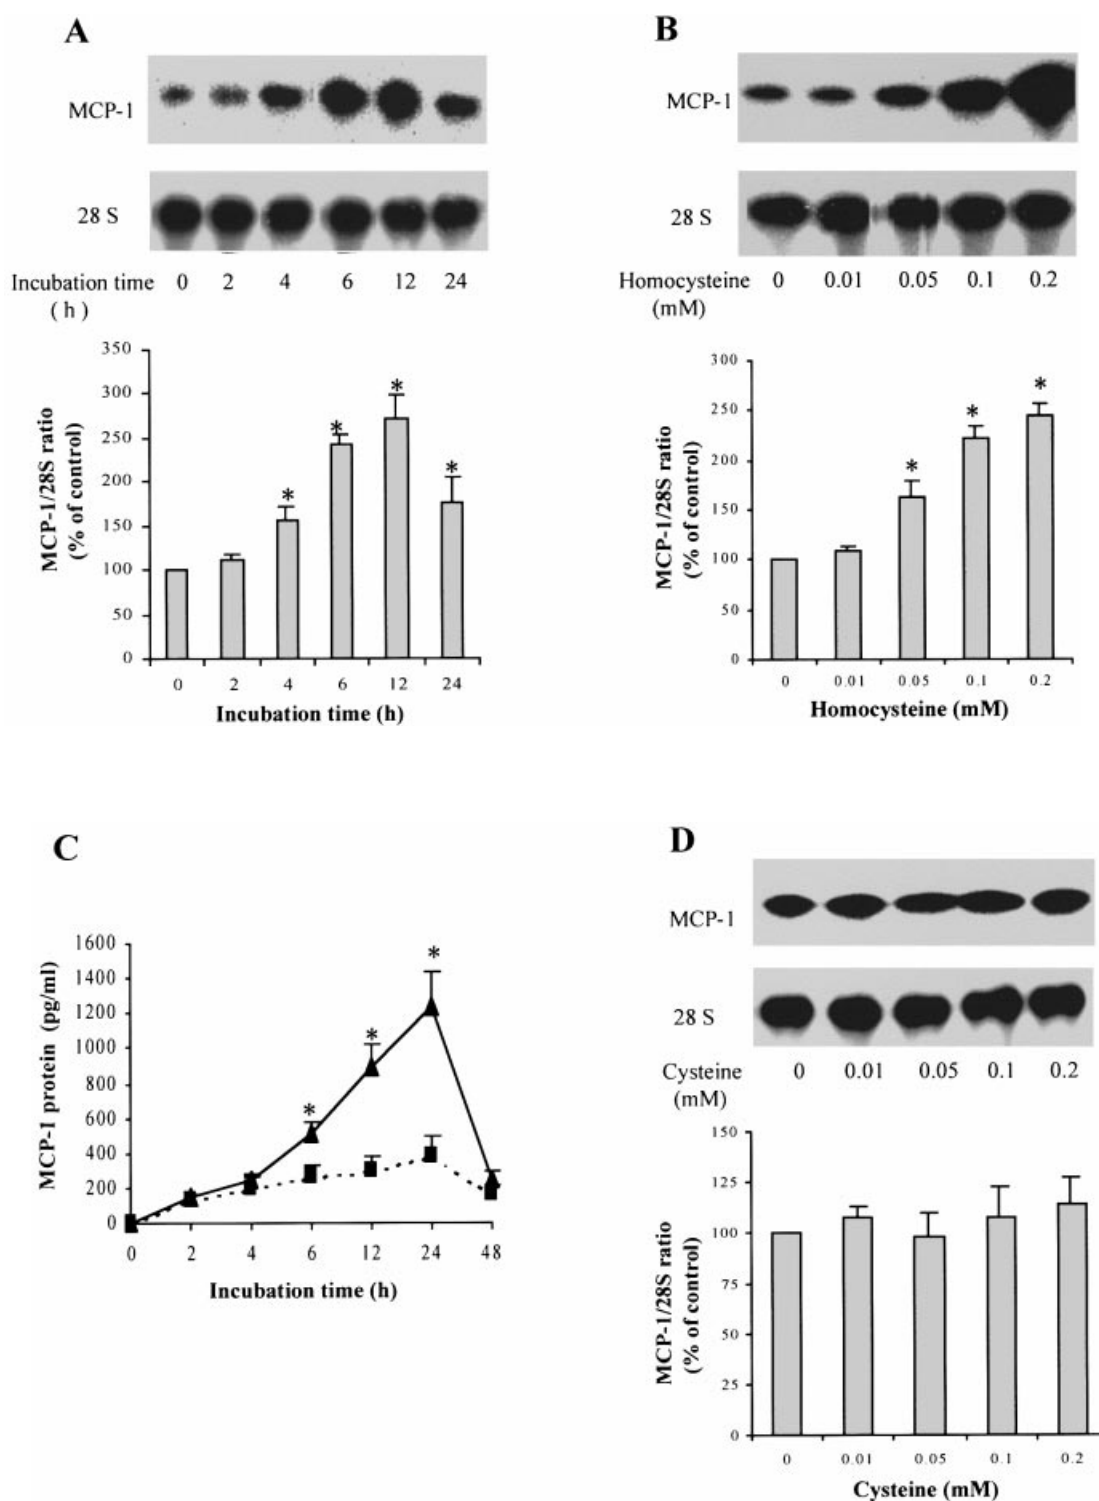 A
MCP-1
28 S
Incubation time 0 2 4 6 12 24
( h )
350
300
250
200
150
100
50
0
MCP-1/28S ratio
(% of control)
* * * *
0 2 4 6 12 24
Incubation time (h)
B
MCP-1
28 S
Homocysteine 0 0.01 0.05 0.1 0.2
(mM)
300
250
200
150
100
50
0
MCP-1/28S ratio
(% of control)
* * *
0 0.01 0.05 0.1 0.2
Homocysteine (mM)
C
1600
1400
1200
1000
800
600
400
200
0
MCP-1 protein (pg/ml)
* * *
0 2 4 6 12 24 48
Incubation time (h)
D
MCP-1
28 S
Cysteine 0 0.01 0.05 0.1 0.2
(mM)
150
125
100
75
50
25
0
MCP-1/28S ratio
(% of control)
0 0.01 0.05 0.1 0.2
Cysteine (mM)